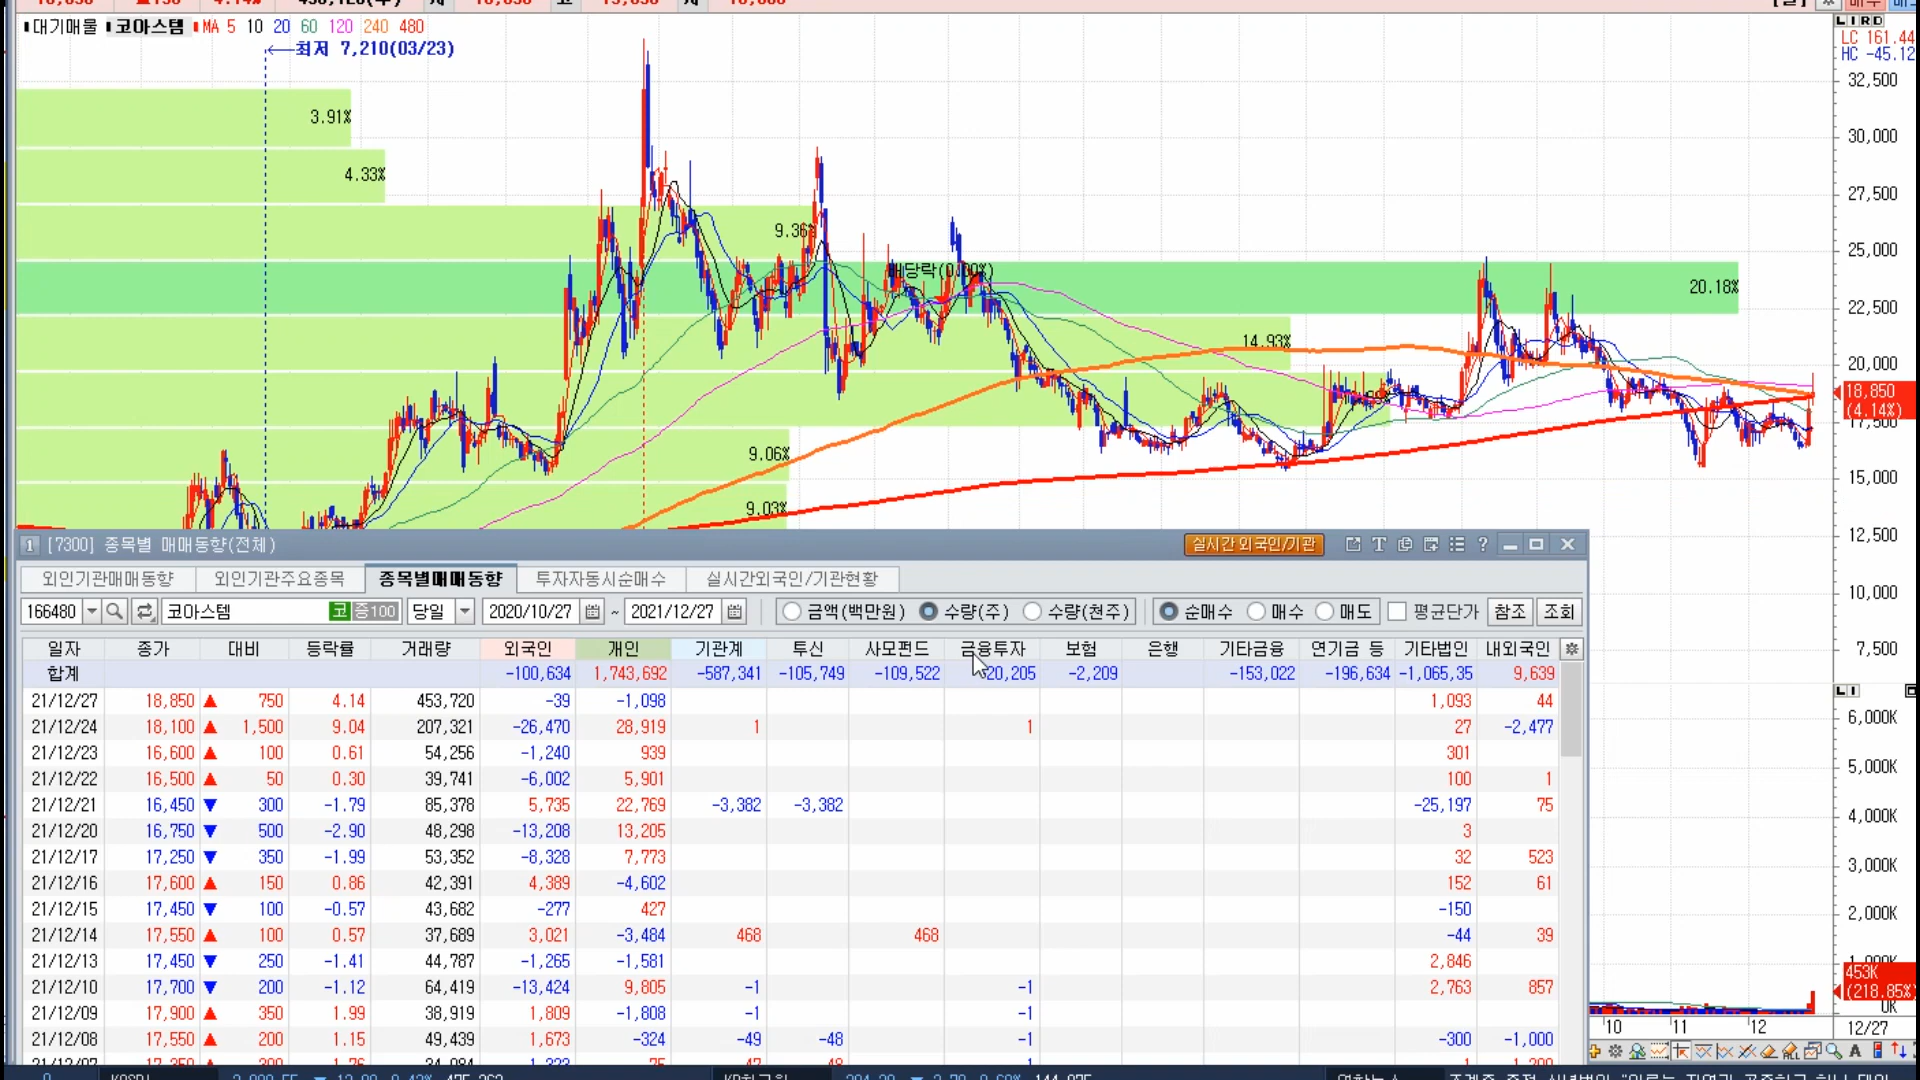 대기매물 코아스템 MA 5 10 20 60 120 240 480
최저 7,210(03/23)
LC 161.44
HC -45.12
32,500
30,000
27,500
25,000
22,500
20,000
18,850
(4.14%)
17,500
15,000
12,500
10,000
7,500
3.91%
4.33%
9.36%
배당락(0.00%)
20.18%
14.93%
9.06%
9.03%
1 [7300] 종목별 매매동향(전체) 실시간 외국인/기관
외인기관매매동향 외인기관주요종목 종목별매매동향 투자자동시순매수 실시간외국인/기관현황
166480 코아스템 코 증100 당일 2020/10/27 ~ 2021/12/27 금액(백만원) 수량(주) 수량(천주) 순매수 매수 매도 평균단가 참조 조회
일자 종가 대비 등락률 거래량 외국인 개인 기관계 투신 사모펀드 금융투자 보험 은행 기타금융 연기금 등 기타법인 내외국인
합계 -100,634 1,743,692 -587,341 -105,749 -109,522 20,205 -2,209 -153,022 -196,634 -1,065,35 9,639
21/12/27 18,850 ▲ 750 4.14 453,720 -39 -1,098 1,093 44
21/12/24 18,100 ▲ 1,500 9.04 207,321 -26,470 28,919 1 1 27 -2,477
21/12/23 16,600 ▲ 100 0.61 54,256 -1,240 939 301
21/12/22 16,500 ▲ 50 0.30 39,741 -6,002 5,901 100 1
21/12/21 16,450 ▼ 300 -1.79 85,378 5,735 22,769 -3,382 -3,382 -25,197 75
21/12/20 16,750 ▼ 500 -2.90 48,298 -13,208 13,205 3
21/12/17 17,250 ▼ 350 -1.99 53,352 -8,328 7,773 32 523
21/12/16 17,600 ▲ 150 0.86 42,391 4,389 -4,602 152 61
21/12/15 17,450 ▼ 100 -0.57 43,682 -277 427 -150
21/12/14 17,550 ▲ 100 0.57 37,689 3,021 -3,484 468 468 -44 39
21/12/13 17,450 ▼ 250 -1.41 44,787 -1,265 -1,581 2,846
21/12/10 17,700 ▼ 200 -1.12 64,419 -13,424 9,805 -1 -1 2,763 857
21/12/09 17,900 ▲ 350 1.99 38,919 1,809 -1,808 -1 -1
21/12/08 17,550 ▲ 200 1.15 49,439 1,673 -324 -49 -48 -1 -300 -1,000
6,000K
5,000K
4,000K
3,000K
2,000K
1,000K
453K
(218.85%)
0K
10 11 12 12/27